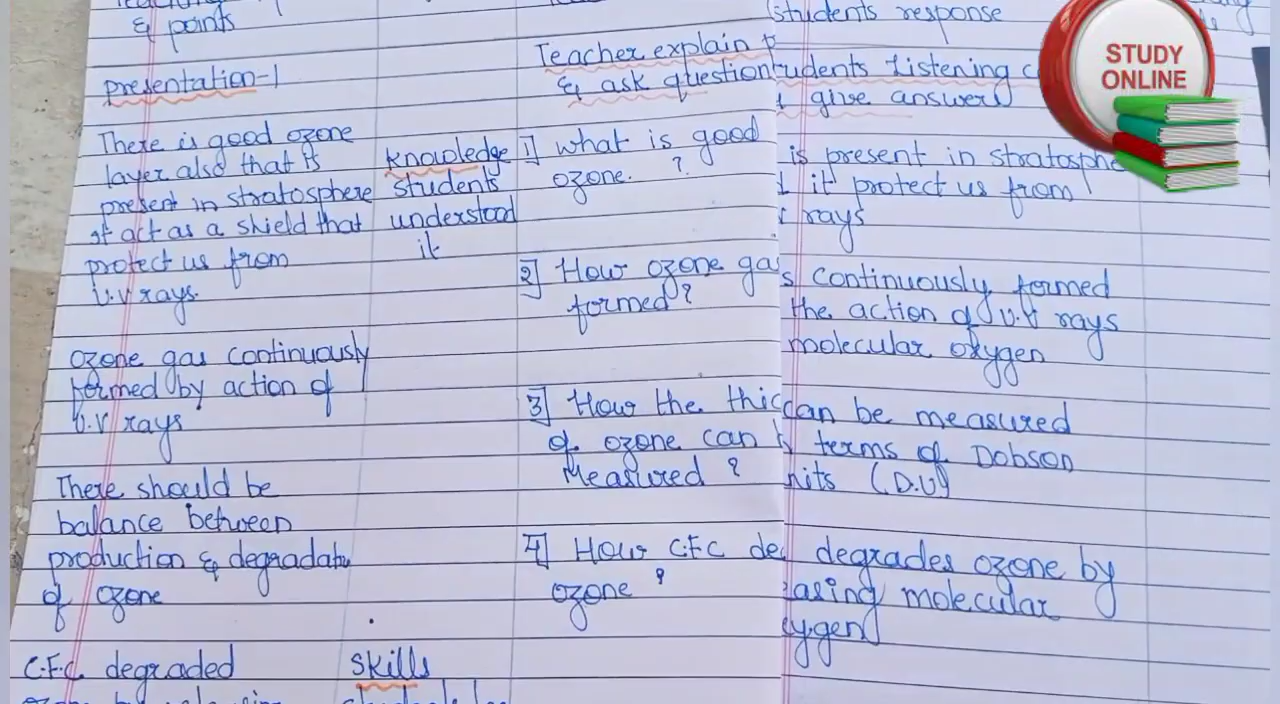 & points
Presentation-1
There is good ozone
layer also that is
present in stratosphere
It act as a shield that
protect us from
U.V rays.
Ozone gas continuously
formed by action of
U.V rays
There should be
balance between
production & degradatn
of ozone
C.F.C. degraded
knowledge
students
understood
it
skills
Teacher explain
& ask question
1] what is good
ozone. ?
2] How ozone gas
formed?
3] How the thic
of ozone can
Measured ?
4] How C.F.C de
ozone ?
students response
students Listening
give answers
is present in stratosphe
it protect us from
rays
continuously formed
the action of U.V rays
molecular oxygen
can be measured
terms of Dobson
nits (D.U)
degrades ozone by
easing molecular
xygen
STUDY
ONLINE